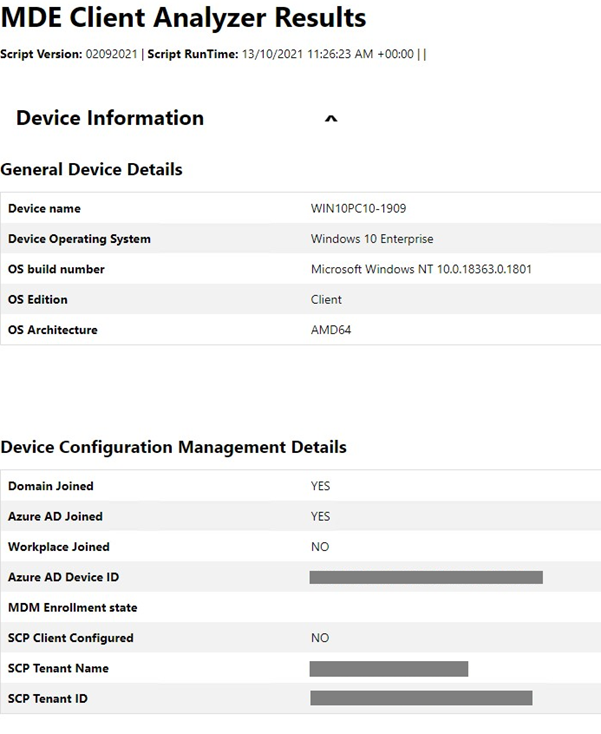 MDE Client Analyzer Results
Script Version: 02092021 | Script RunTime: 13/10/2021 11:26:23 AM +00:00 | |
Device Information
General Device Details
Device name WIN10PC10-1909
Device Operating System Windows 10 Enterprise
OS build number Microsoft Windows NT 10.0.18363.0.1801
OS Edition Client
OS Architecture AMD64
Device Configuration Management Details
Domain Joined YES
Azure AD Joined YES
Workplace Joined NO
Azure AD Device ID
MDM Enrollment state
SCP Client Configured NO
SCP Tenant Name
SCP Tenant ID